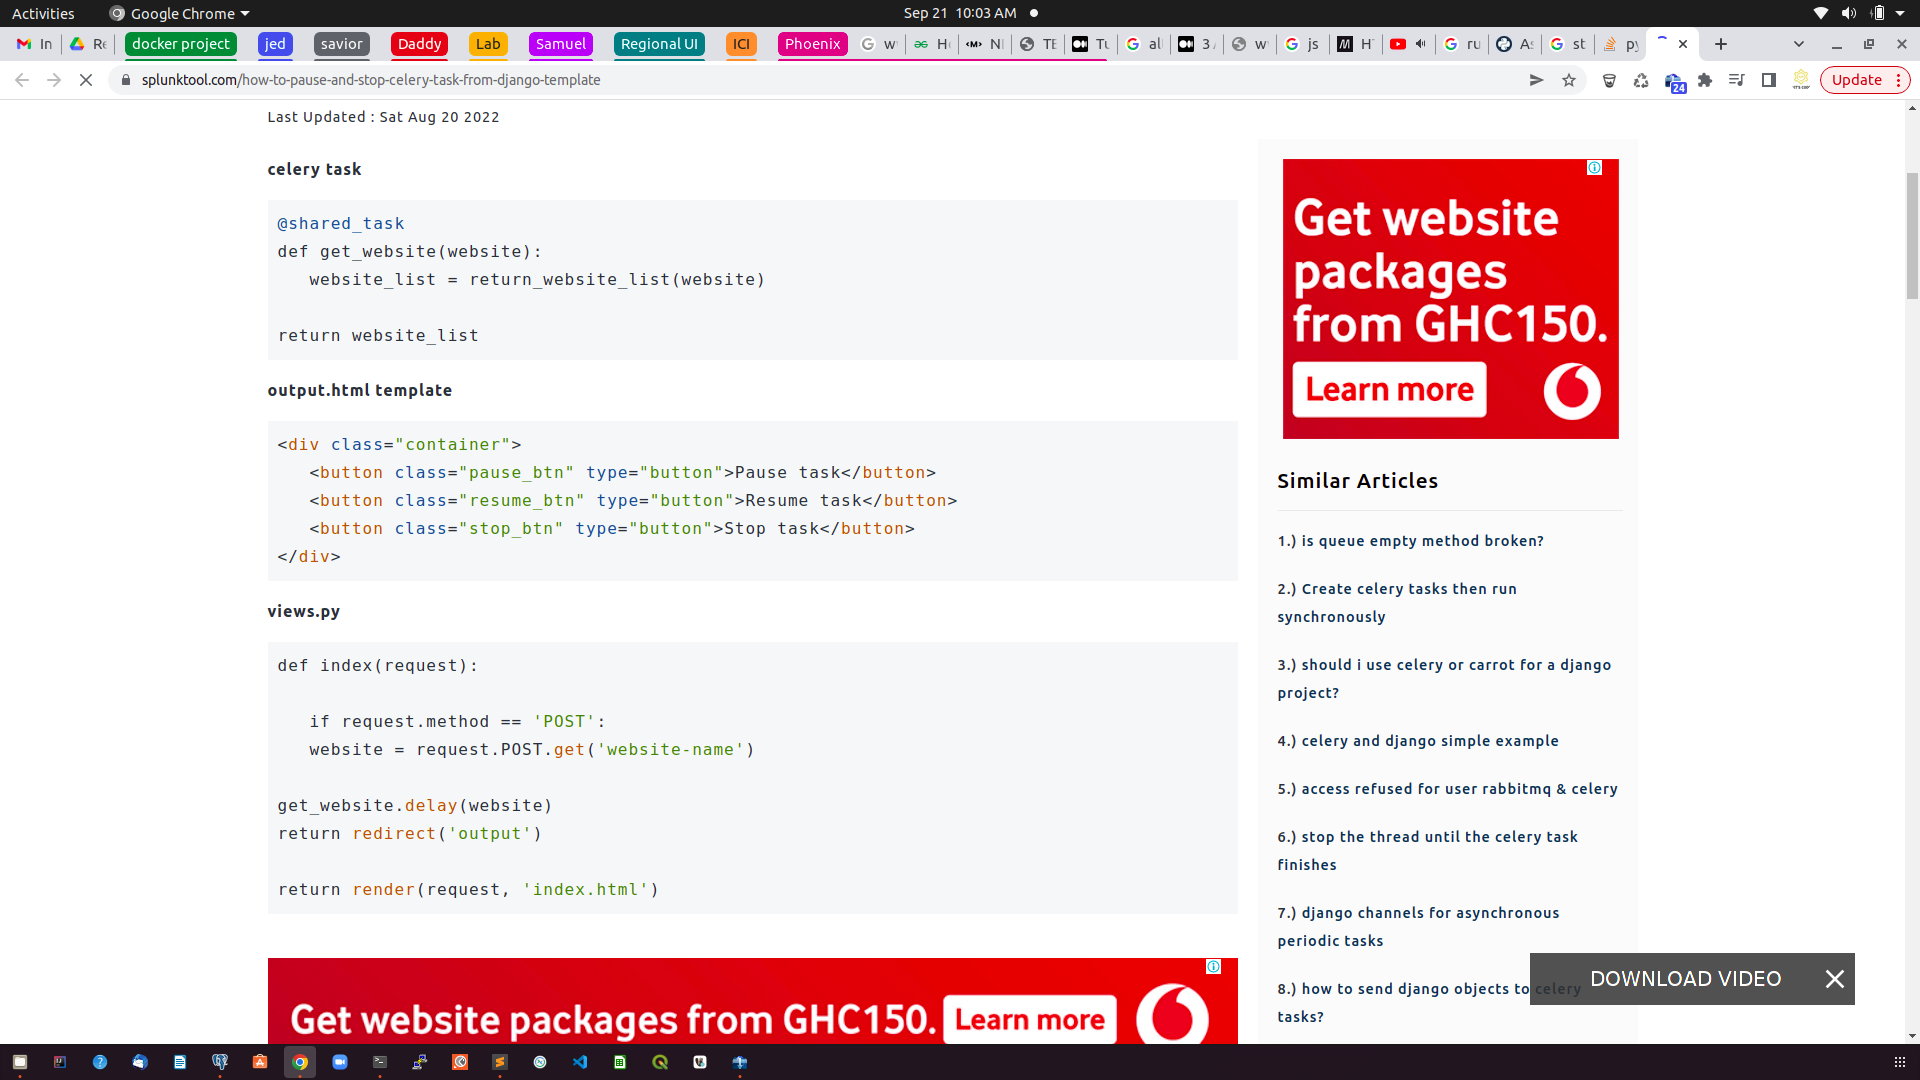 Activities
Google Chrome
Sep 21 10:03 AM
In
Re
docker project
jed
savior
Daddy
Lab
Samuel
Regional UI
ICI
Phoenix
w
He
NI
TE
Tu
al
3
w
js
H
ru
As
st
py
splunktool.com/how-to-pause-and-stop-celery-task-from-django-template
24
Update
Last Updated : Sat Aug 20 2022
celery task
@shared_task
def get_website(website):
   website_list = return_website_list(website)
return website_list
output.html template
<div class="container">
   <button class="pause_btn" type="button">Pause task</button>
   <button class="resume_btn" type="button">Resume task</button>
   <button class="stop_btn" type="button">Stop task</button>
</div>
views.py
def index(request):
   if request.method == 'POST':
   website = request.POST.get('website-name')
get_website.delay(website)
return redirect('output')
return render(request, 'index.html')
Get website packages from GHC150.
Learn more
Get website
packages
from GHC150.
Learn more
Similar Articles
1.) is queue empty method broken?
2.) Create celery tasks then run
synchronously
3.) should i use celery or carrot for a django
project?
4.) celery and django simple example
5.) access refused for user rabbitmq & celery
6.) stop the thread until the celery task
finishes
7.) django channels for asynchronous
periodic tasks
8.) how to send django objects to celery
tasks?
DOWNLOAD VIDEO